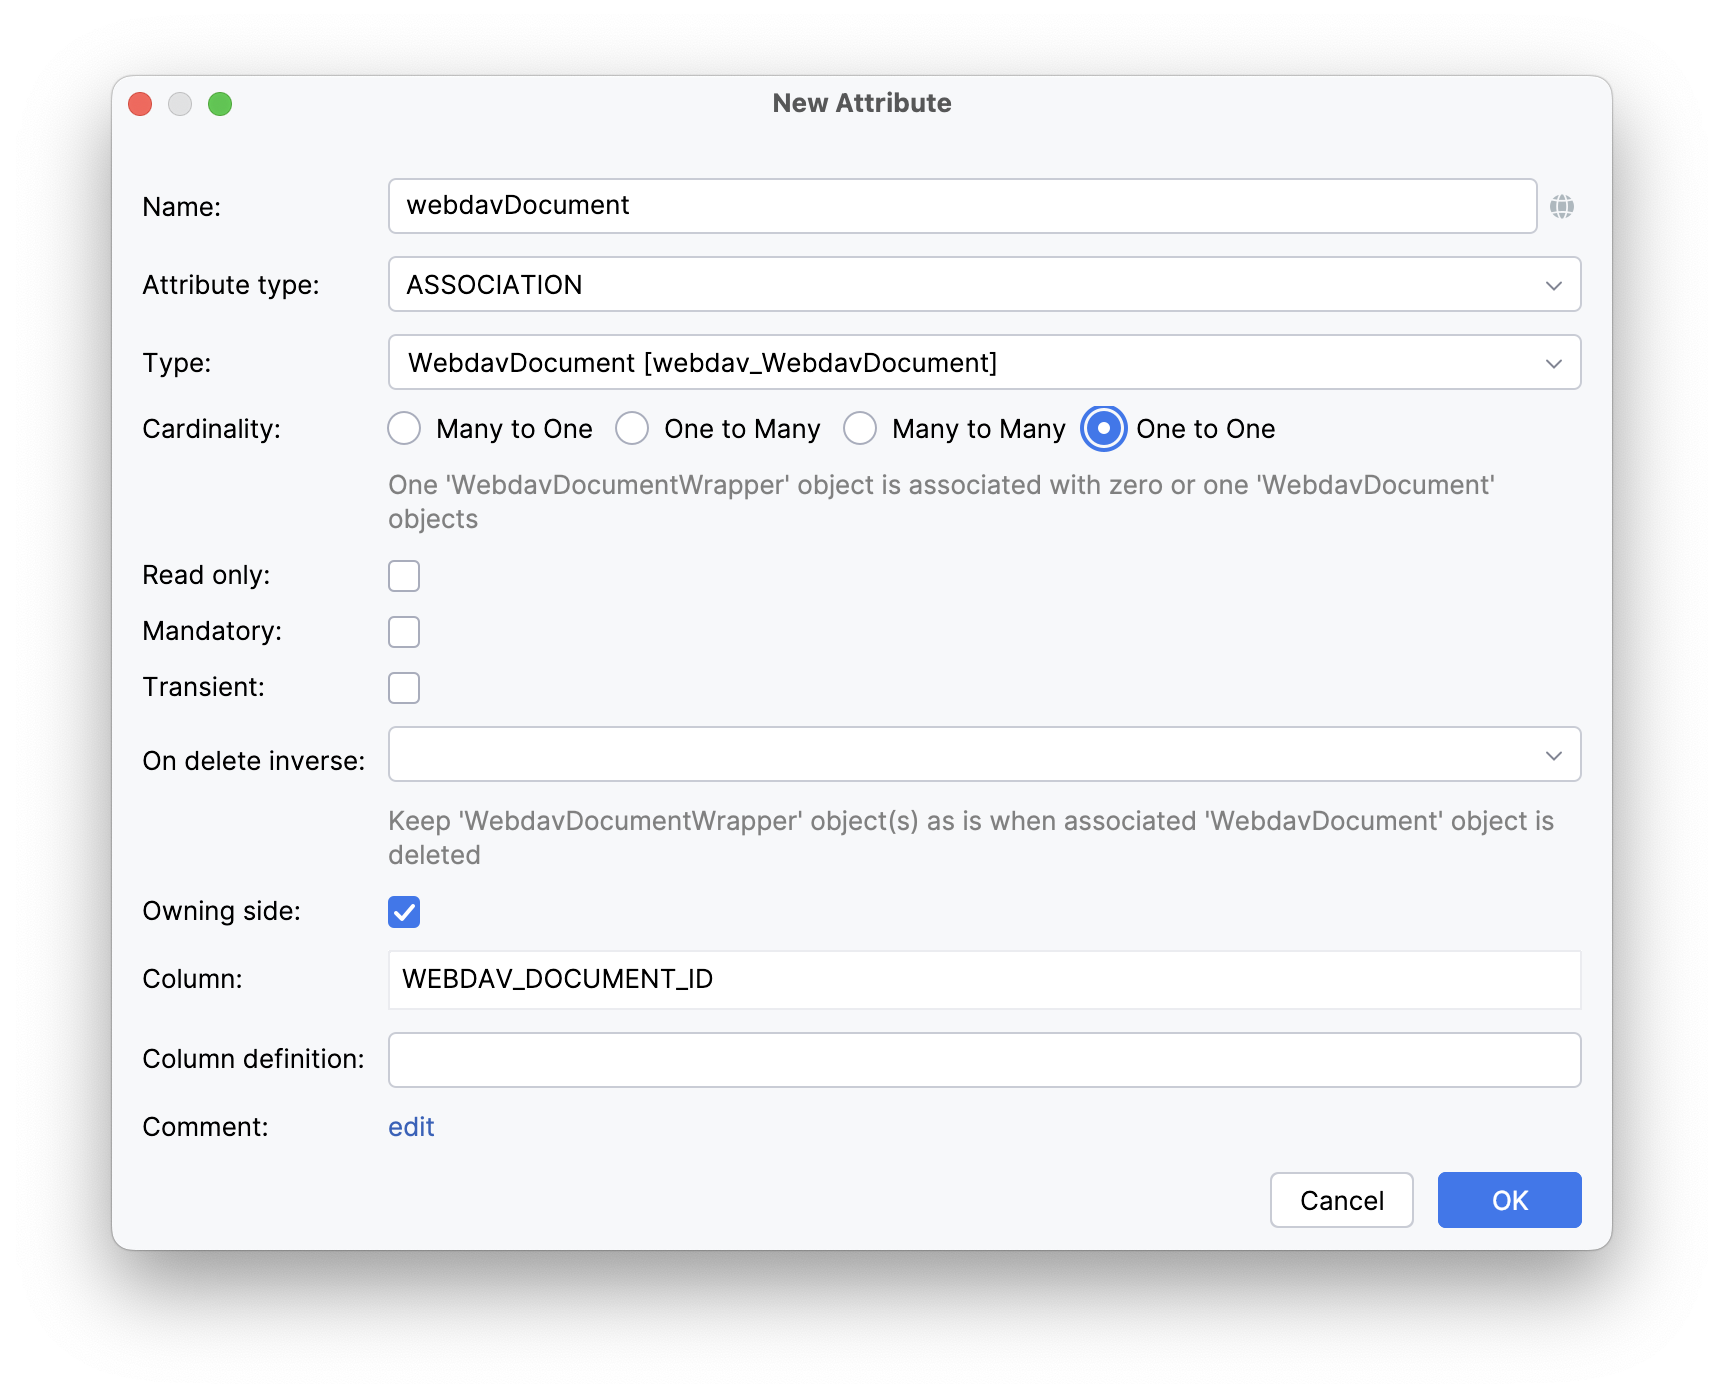 New Attribute
Name: webdavDocument
Attribute type: ASSOCIATION
Type: WebdavDocument [webdav_WebdavDocument]
Cardinality: Many to One One to Many Many to Many One to One
One 'WebdavDocumentWrapper' object is associated with zero or one 'WebdavDocument'
objects
Read only:
Mandatory:
Transient:
On delete inverse:
Keep 'WebdavDocumentWrapper' object(s) as is when associated 'WebdavDocument' object is
deleted
Owning side:
Column: WEBDAV_DOCUMENT_ID
Column definition:
Comment: edit
Cancel OK